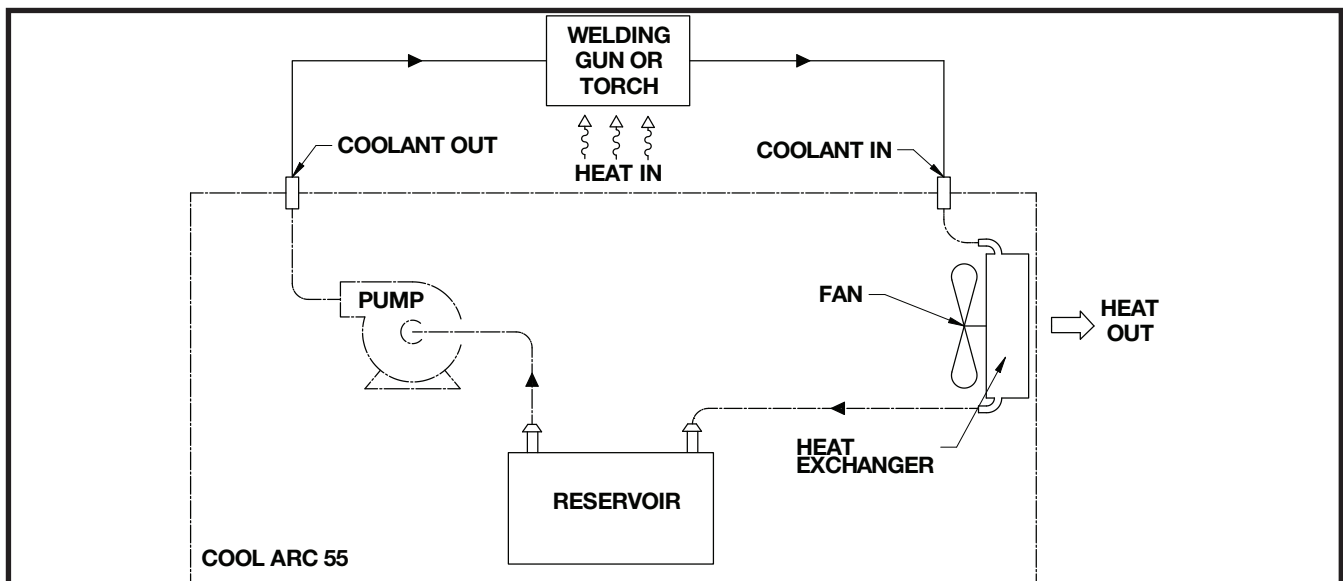 WELDING
GUN OR
TORCH
COOLANT OUT
COOLANT IN
HEAT IN
PUMP
FAN
HEAT
OUT
HEAT
EXCHANGER
RESERVOIR
COOL ARC 55